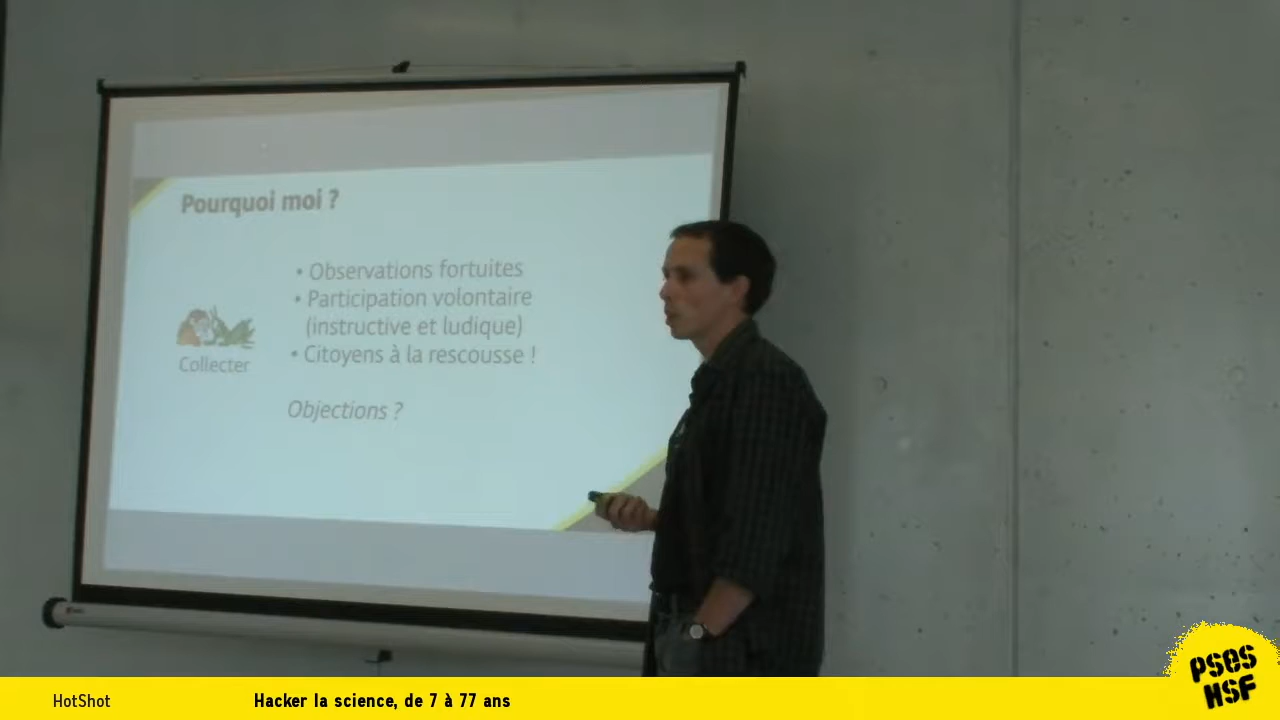 Pourquoi moi ?
• Observations fortuites
• Participation volontaire
(instructive et ludique)
• Citoyens à la rescousse !
Collecter
Objections ?
HotShot
Hacker la science, de 7 à 77 ans
PSES
HSF